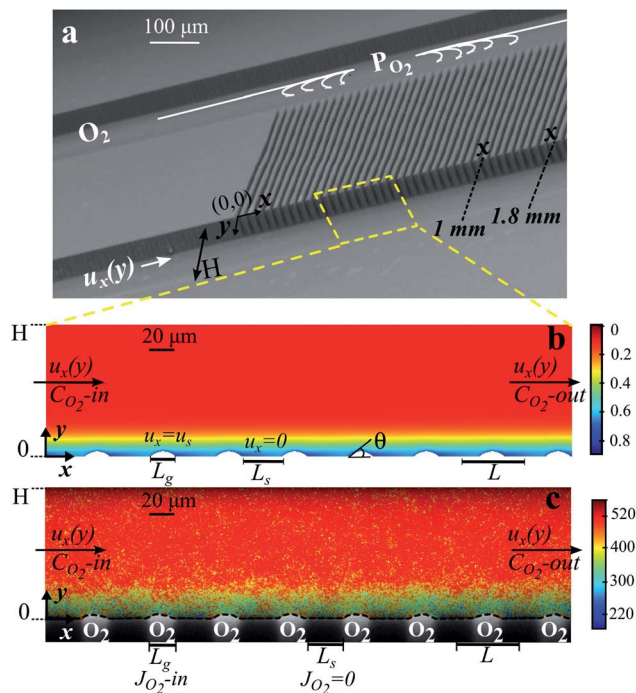 a
100 μm
P_O₂
O₂
(0,0)
x
y
x
x
1 mm
1.8 mm
u_x(y)
H
H
b
20 μm
0
u_x(y)
C_O₂-in
u_x(y)
C_O₂-out
0.2
0.4
0.6
0.8
y
u_x=u_s
u_x=0
θ
0
x
L_g
L_s
L
H
c
20 μm
520
u_x(y)
C_O₂-in
u_x(y)
C_O₂-out
400
300
220
y
0
x
O₂ O₂ O₂ O₂ O₂ O₂ O₂ O₂
L_g
L_s
L
J_O₂-in
J_O₂=0